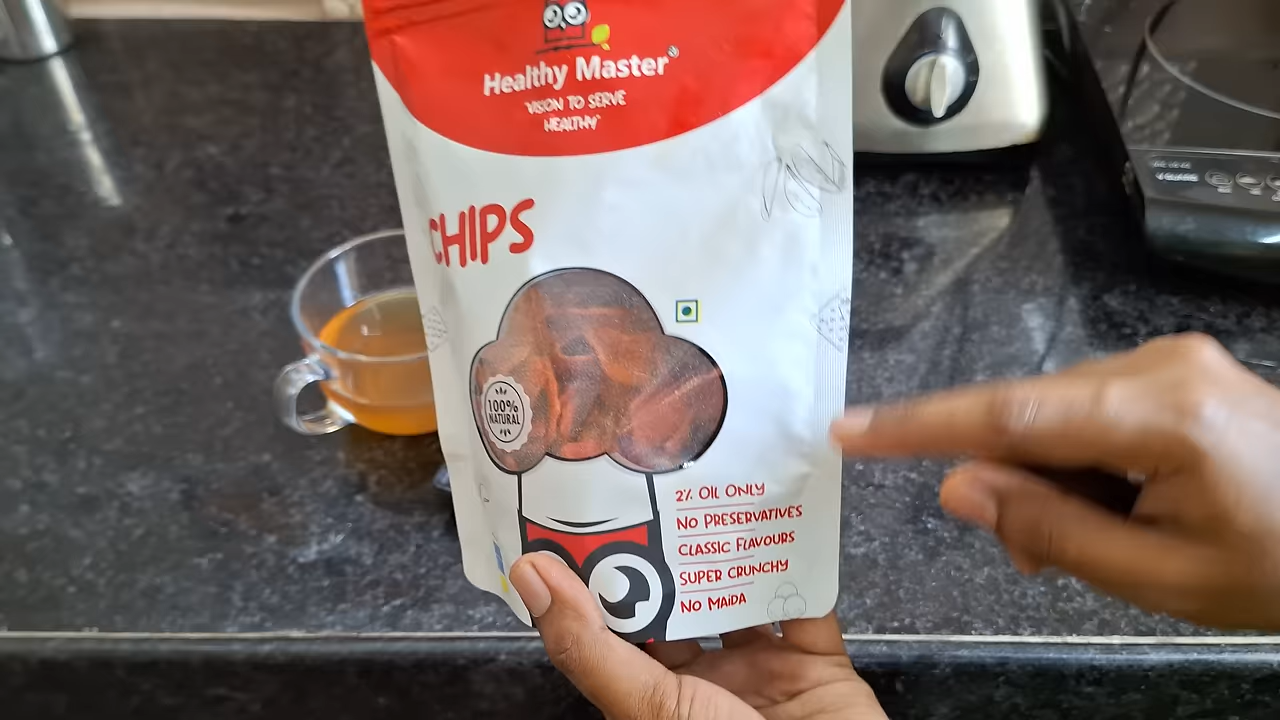 Healthy Master®
'VISION TO SERVE
HEALTHY'
CHIPS
100%
NATURAL
2% OIL ONLY
NO PRESERVATIVES
CLASSIC FLAVOURS
SUPER CRUNCHY
NO MAIDA